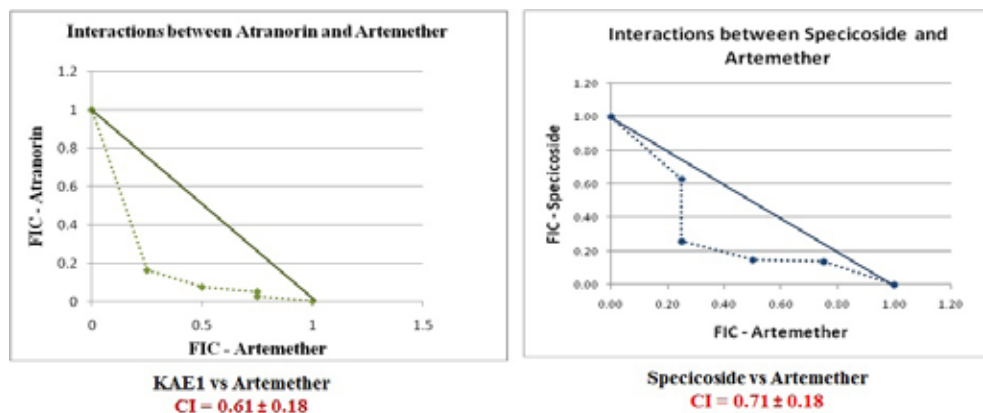 Interactions between Atranorin and Artemether
1.2
1
0.8
0.6
0.4
0.2
0
FIC - Atranorin
0
0.5
1
1.5
FIC - Artemether
KAE1 vs Artemether
CI = 0.61 ± 0.18
Interactions between Specicoside and
Artemether
1.20
1.00
0.80
0.60
0.40
0.20
0.00
FIC - Specicoside
0.00
0.20
0.40
0.60
0.80
1.00
1.20
FIC - Artemether
Specicoside vs Artemether
CI = 0.71 ± 0.18